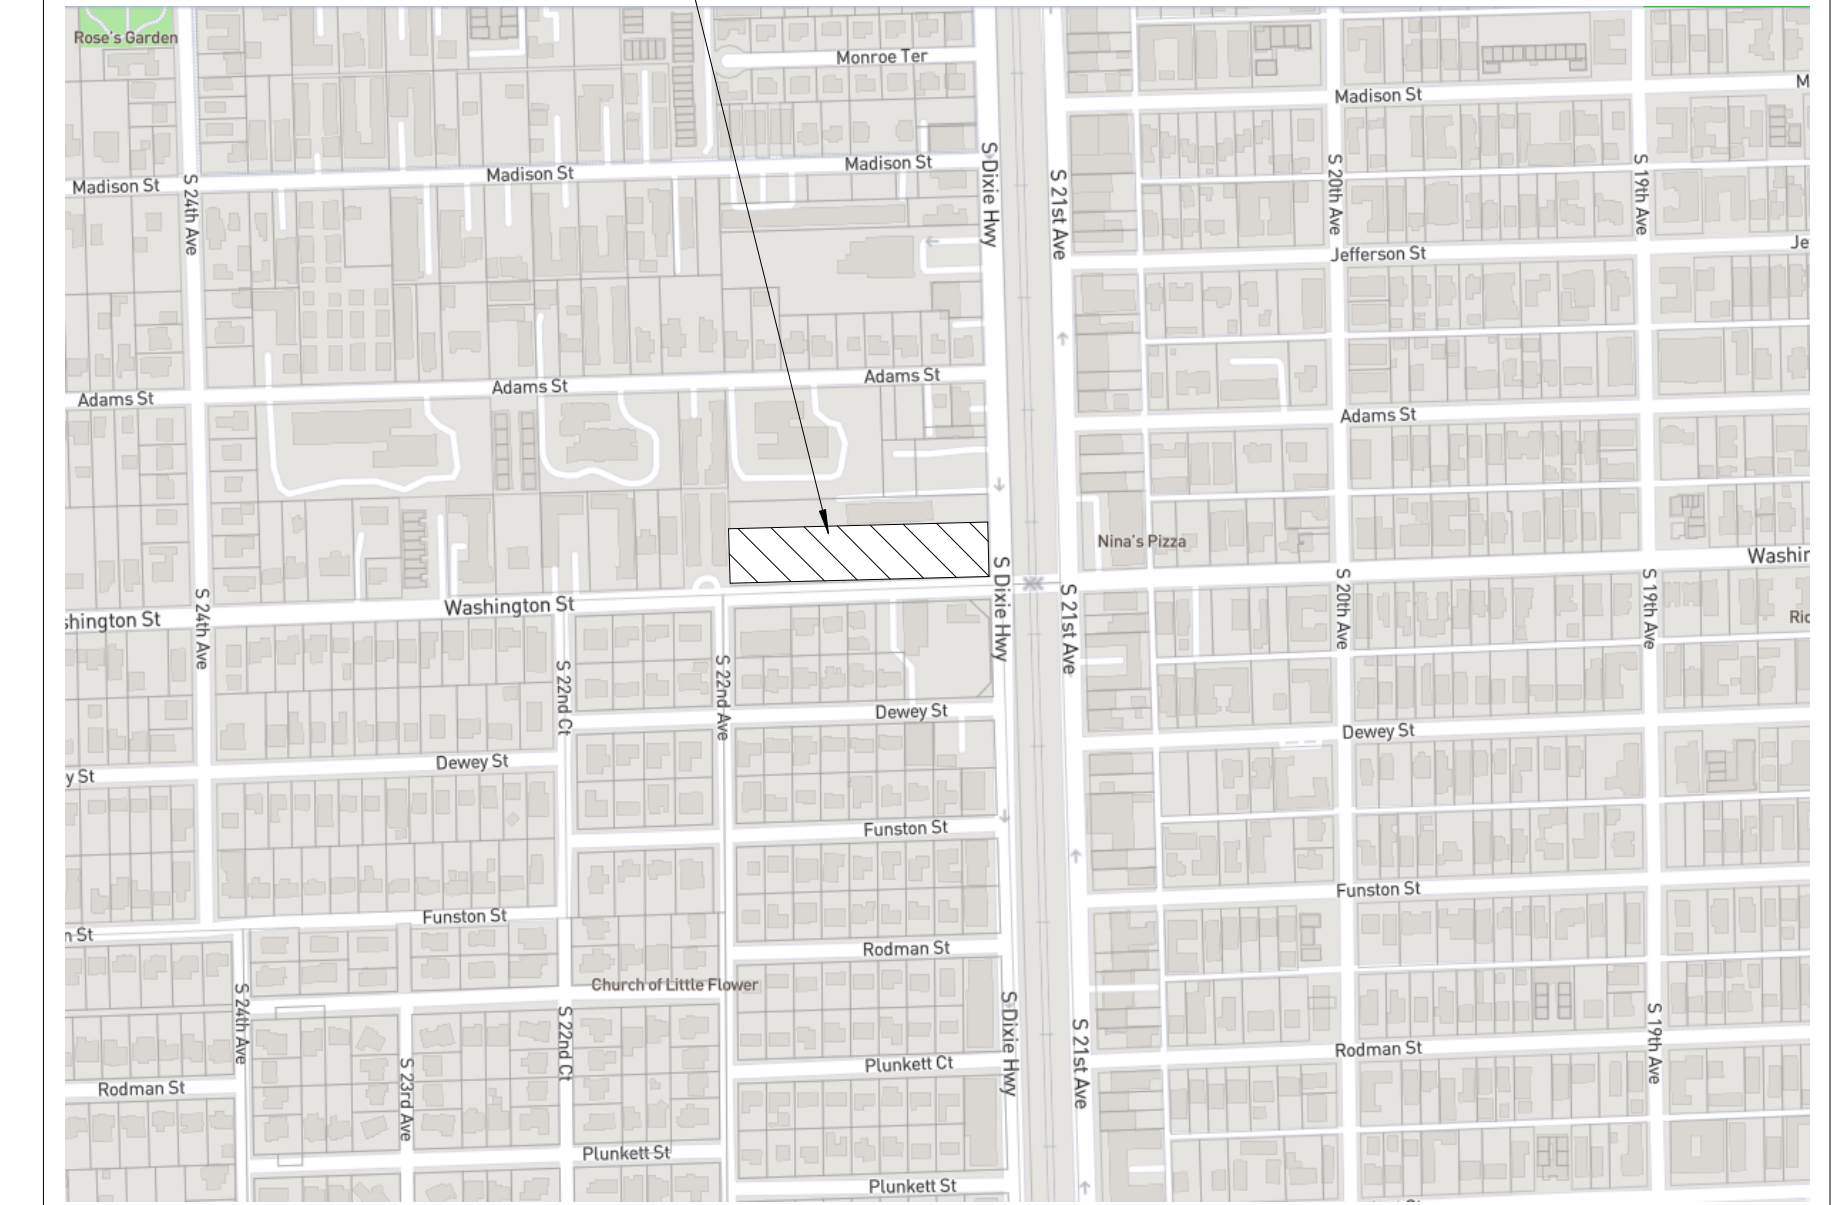 Rose's Garden
Monroe Ter
Madison St
M
Madison St
Madison St
Madison St
S 24th Ave
S Dixie Hwy
S 21st Ave
S 20th Ave
S 19th Ave
Jefferson St
Je
Adams St
Adams St
Adams St
Adams St
Nina's Pizza
Washin
S Dixie Hwy
S 21st Ave
S 20th Ave
S 19th Ave
S 24th Ave
Washington St
shington St
Ric
S 22nd Ct
S 22nd Ave
Dewey St
Dewey St
Dewey St
y St
Funston St
Funston St
Funston St
n St
Rodman St
Church of Little Flower
S 24th Ave
S 22nd Ct
S Dixie Hwy
S 21st Ave
S 19th Ave
S 23rd Ave
Rodman St
Plunkett Ct
Rodman St
Plunkett St
Plunkett St